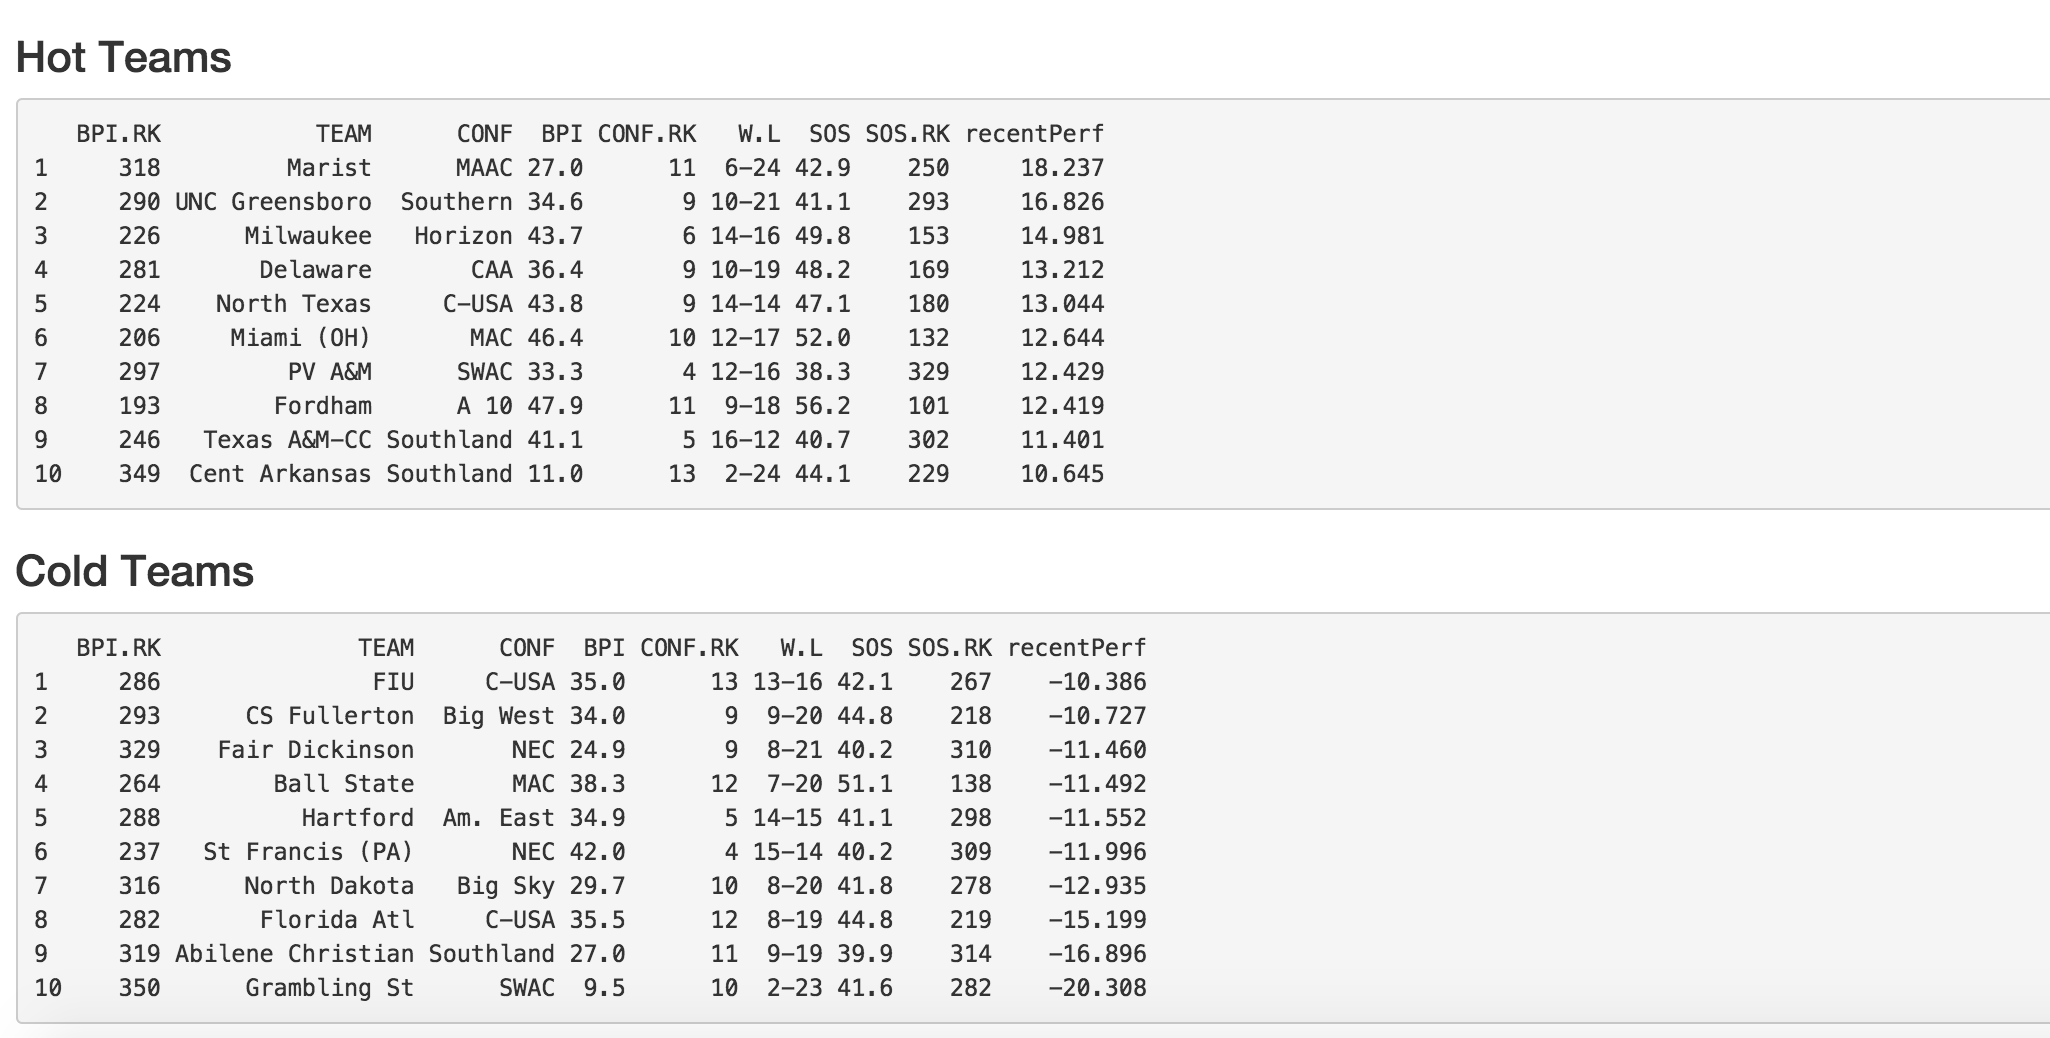 Hot Teams
BPI.RK TEAM CONF BPI CONF.RK W.L SOS SOS.RK recentPerf
1 318 Marist MAAC 27.0 11 6-24 42.9 250 18.237
2 290 UNC Greensboro Southern 34.6 9 10-21 41.1 293 16.826
3 226 Milwaukee Horizon 43.7 6 14-16 49.8 153 14.981
4 281 Delaware CAA 36.4 9 10-19 48.2 169 13.212
5 224 North Texas C-USA 43.8 9 14-14 47.1 180 13.044
6 206 Miami (OH) MAC 46.4 10 12-17 52.0 132 12.644
7 297 PV A&M SWAC 33.3 4 12-16 38.3 329 12.429
8 193 Fordham A 10 47.9 11 9-18 56.2 101 12.419
9 246 Texas A&M-CC Southland 41.1 5 16-12 40.7 302 11.401
10 349 Cent Arkansas Southland 11.0 13 2-24 44.1 229 10.645
Cold Teams
BPI.RK TEAM CONF BPI CONF.RK W.L SOS SOS.RK recentPerf
1 286 FIU C-USA 35.0 13 13-16 42.1 267 -10.386
2 293 CS Fullerton Big West 34.0 9 9-20 44.8 218 -10.727
3 329 Fair Dickinson NEC 24.9 9 8-21 40.2 310 -11.460
4 264 Ball State MAC 38.3 12 7-20 51.1 138 -11.492
5 288 Hartford Am. East 34.9 5 14-15 41.1 298 -11.552
6 237 St Francis (PA) NEC 42.0 4 15-14 40.2 309 -11.996
7 316 North Dakota Big Sky 29.7 10 8-20 41.8 278 -12.935
8 282 Florida Atl C-USA 35.5 12 8-19 44.8 219 -15.199
9 319 Abilene Christian Southland 27.0 11 9-19 39.9 314 -16.896
10 350 Grambling St SWAC 9.5 10 2-23 41.6 282 -20.308